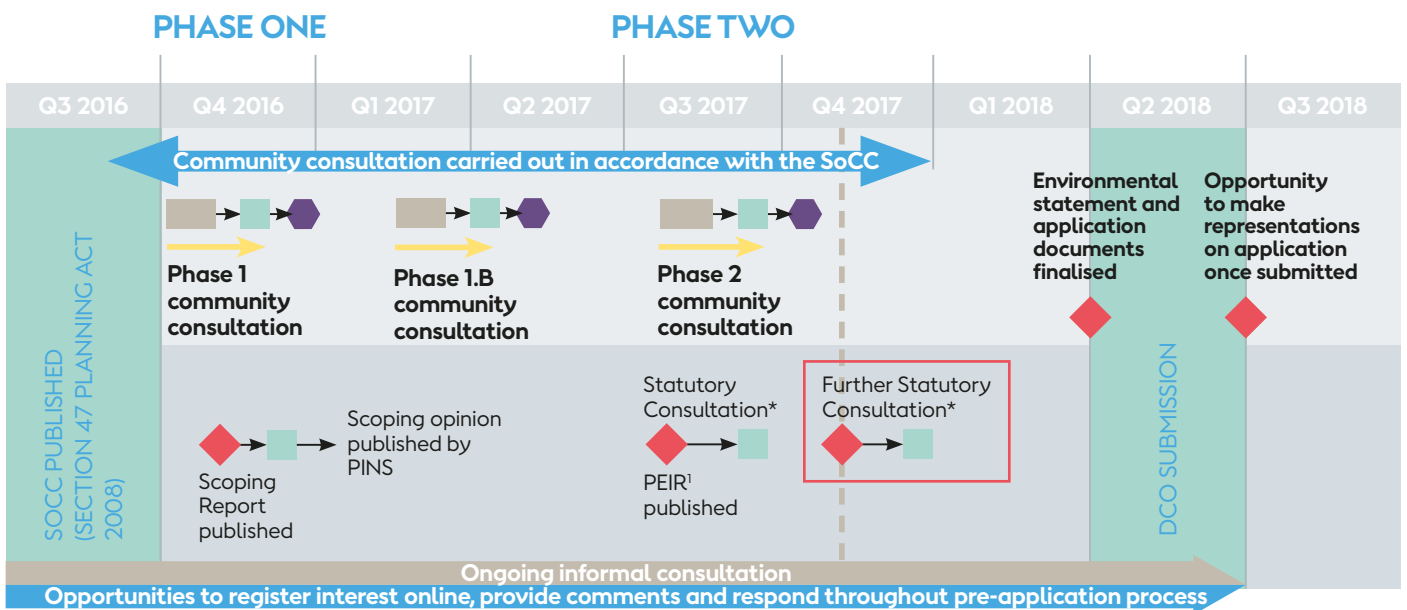 PHASE ONE
PHASE TWO
Q3 2016
Q4 2016
Q1 2017
Q2 2017
Q3 2017
Q4 2017
Q1 2018
Q2 2018
Q3 2018
Community consultation carried out in accordance with the SoCC
SOCC PUBLISHED
(SECTION 47 PLANNING ACT
2008)
Phase 1
community
consultation
Phase 1.B
community
consultation
Phase 2
community
consultation
Environmental
statement and
application
documents
finalised
Opportunity
to make
representations
on application
once submitted
Scoping
Report
published
Scoping opinion
published by
PINS
Statutory
Consultation*
PEIR¹
published
Further Statutory
Consultation*
DCO SUBMISSION
Ongoing informal consultation
Opportunities to register interest online, provide comments and respond throughout pre-application process